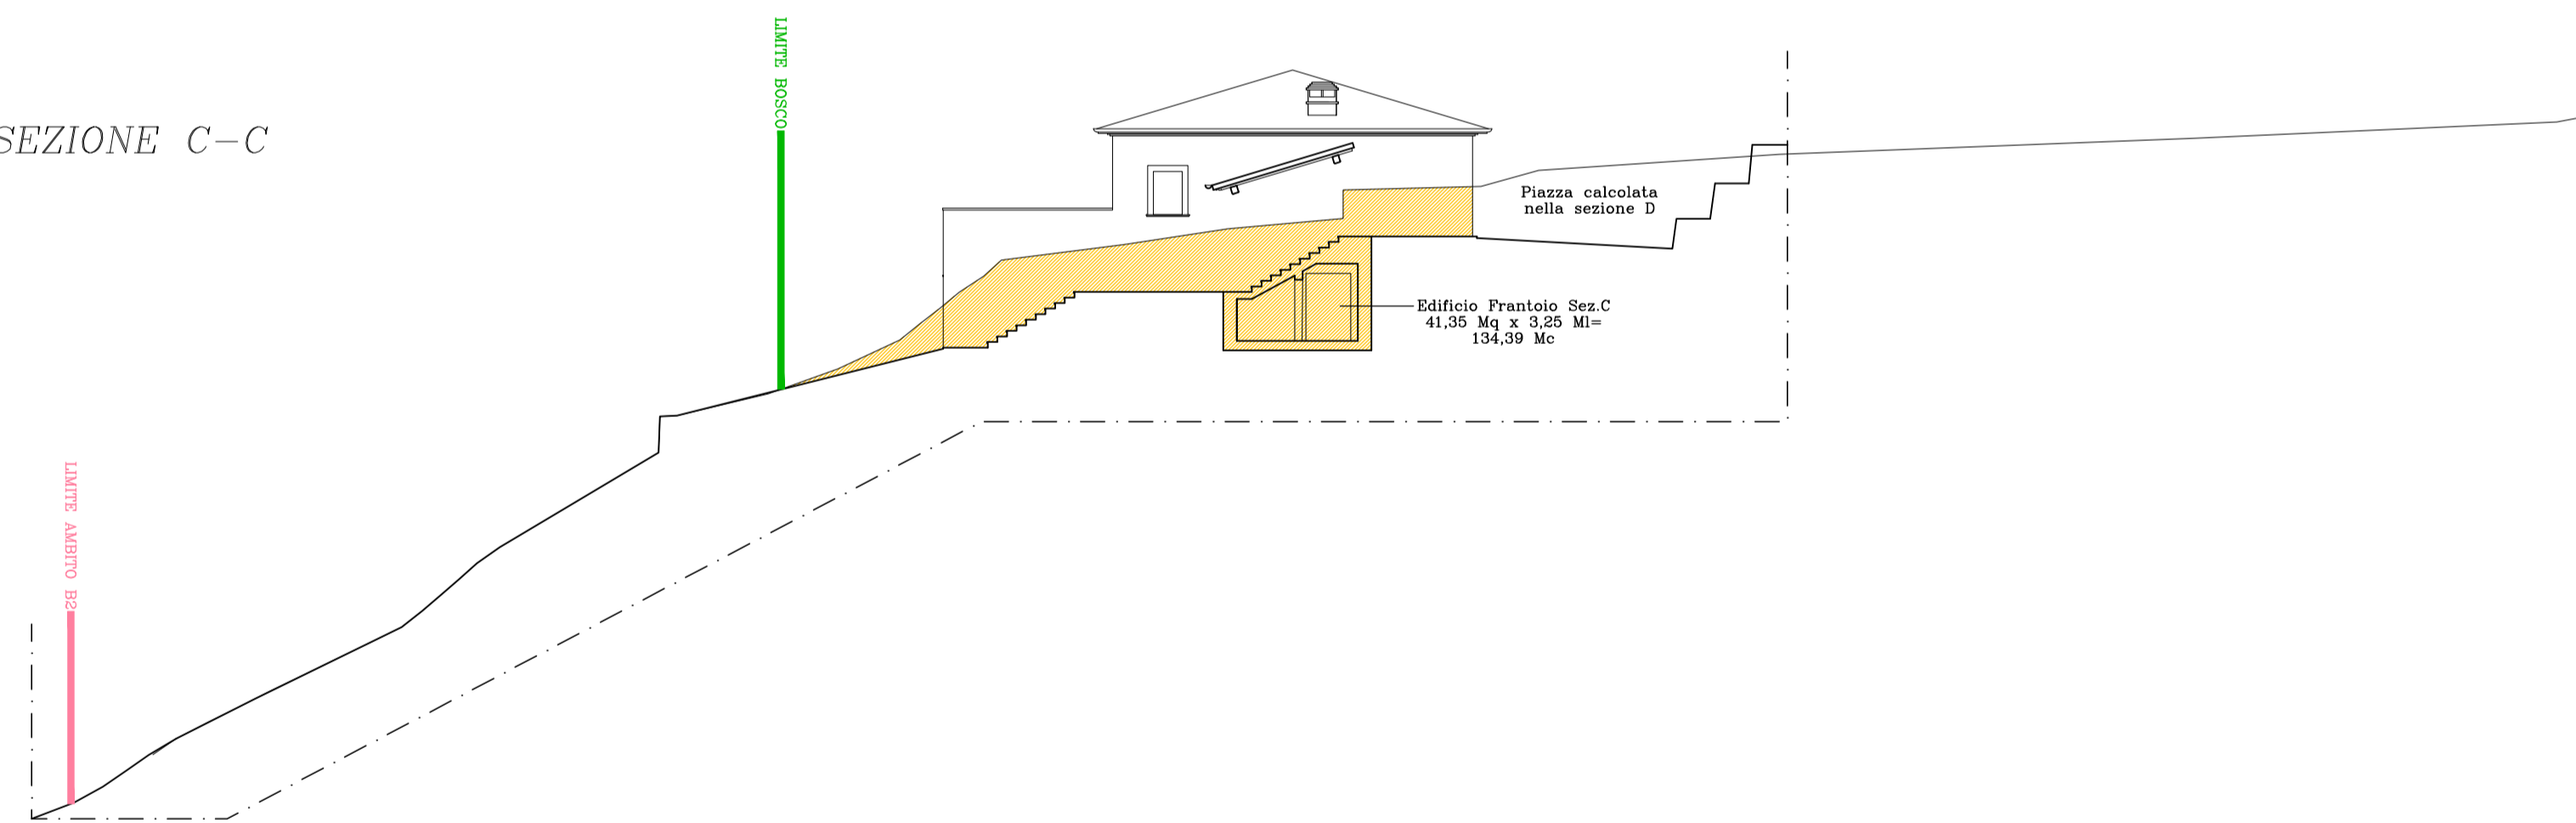 SEZIONE C-C
LIMITE BOSCO
Piazza calcolata
nella sezione D
Edificio Frantoio Sez.C
41,35 Mq x 3,25 Ml=
134,39 Mc
LIMITE AMBITO B2